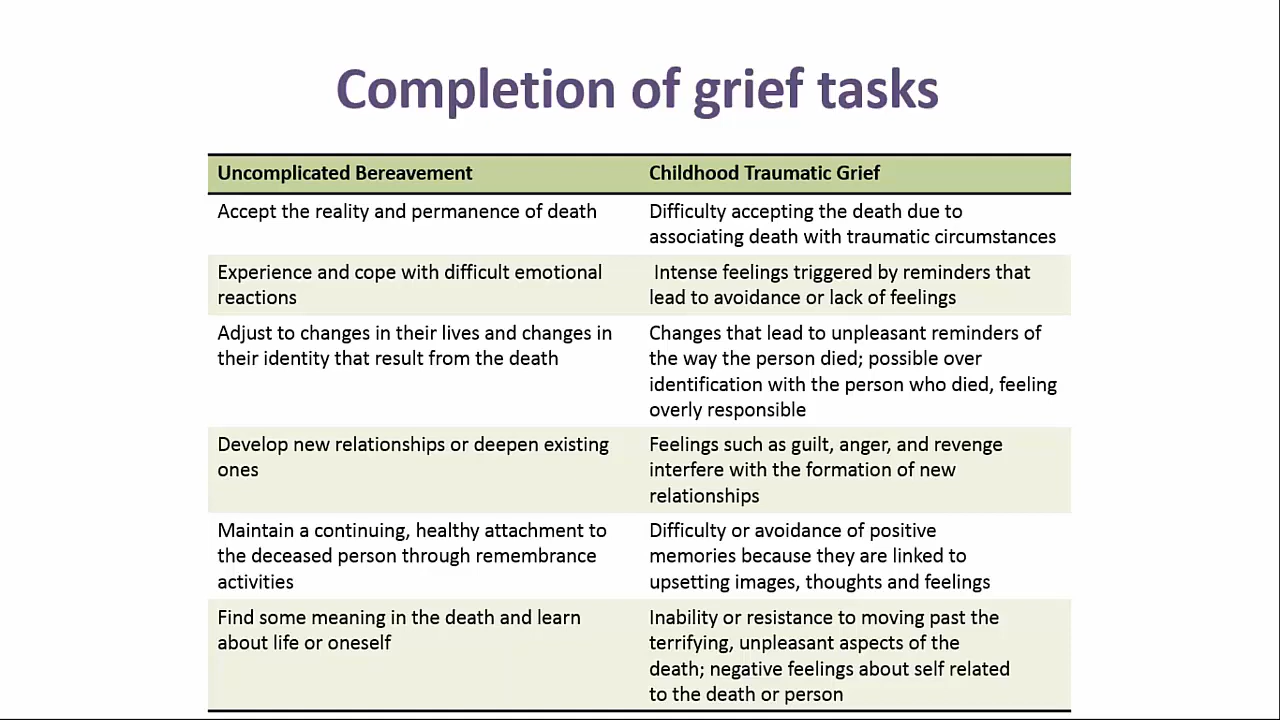 Completion of grief tasks
Uncomplicated Bereavement
Childhood Traumatic Grief
Accept the reality and permanence of death
Difficulty accepting the death due to
associating death with traumatic circumstances
Experience and cope with difficult emotional
reactions
Intense feelings triggered by reminders that
lead to avoidance or lack of feelings
Adjust to changes in their lives and changes in
their identity that result from the death
Changes that lead to unpleasant reminders of
the way the person died; possible over
identification with the person who died, feeling
overly responsible
Develop new relationships or deepen existing
ones
Feelings such as guilt, anger, and revenge
interfere with the formation of new
relationships
Maintain a continuing, healthy attachment to
the deceased person through remembrance
activities
Difficulty or avoidance of positive
memories because they are linked to
upsetting images, thoughts and feelings
Find some meaning in the death and learn
about life or oneself
Inability or resistance to moving past the
terrifying, unpleasant aspects of the
death; negative feelings about self related
to the death or person